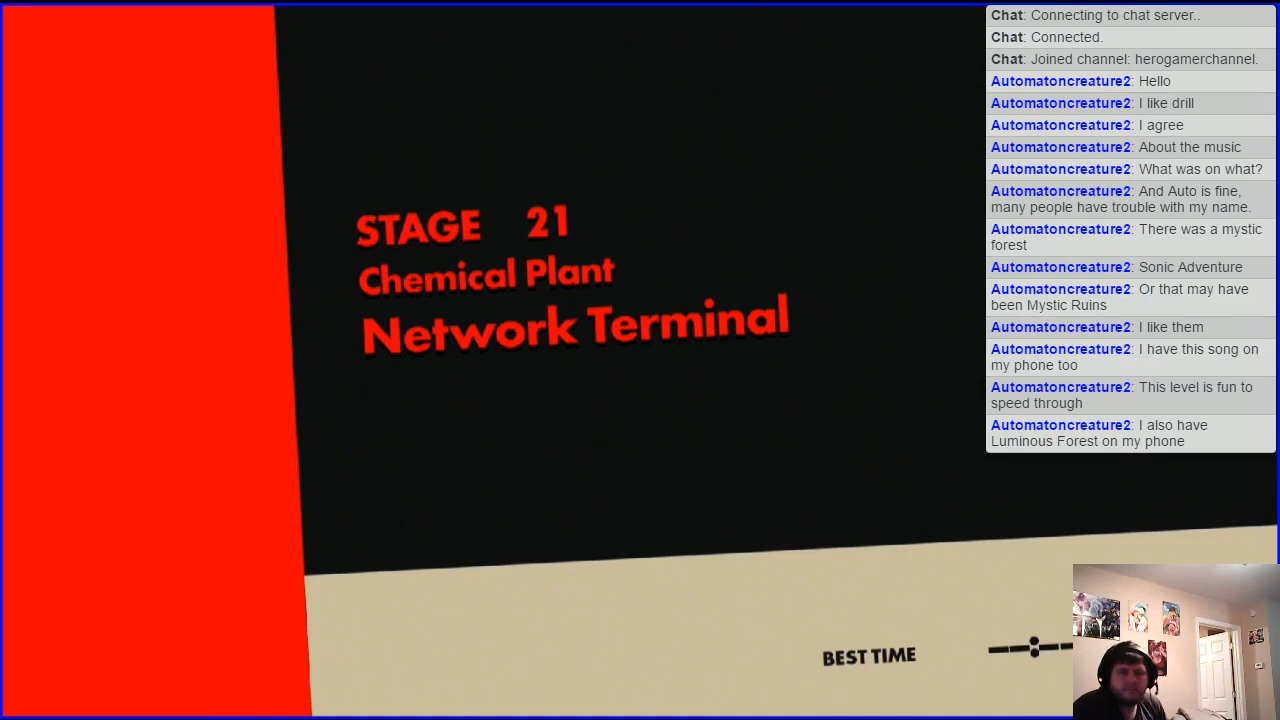 STAGE 21
Chemical Plant
Network Terminal
BEST TIME
Chat: Connecting to chat server..
Chat: Connected.
Chat: Joined channel: herogamerchannel.
Automatoncreature2: Hello
Automatoncreature2: I like drill
Automatoncreature2: I agree
Automatoncreature2: About the music
Automatoncreature2: What was on what?
Automatoncreature2: And Auto is fine,
many people have trouble with my name.
Automatoncreature2: There was a mystic
forest
Automatoncreature2: Sonic Adventure
Automatoncreature2: Or that may have
been Mystic Ruins
Automatoncreature2: I like them
Automatoncreature2: I have this song on
my phone too
Automatoncreature2: This level is fun to
speed through
Automatoncreature2: I also have
Luminous Forest on my phone